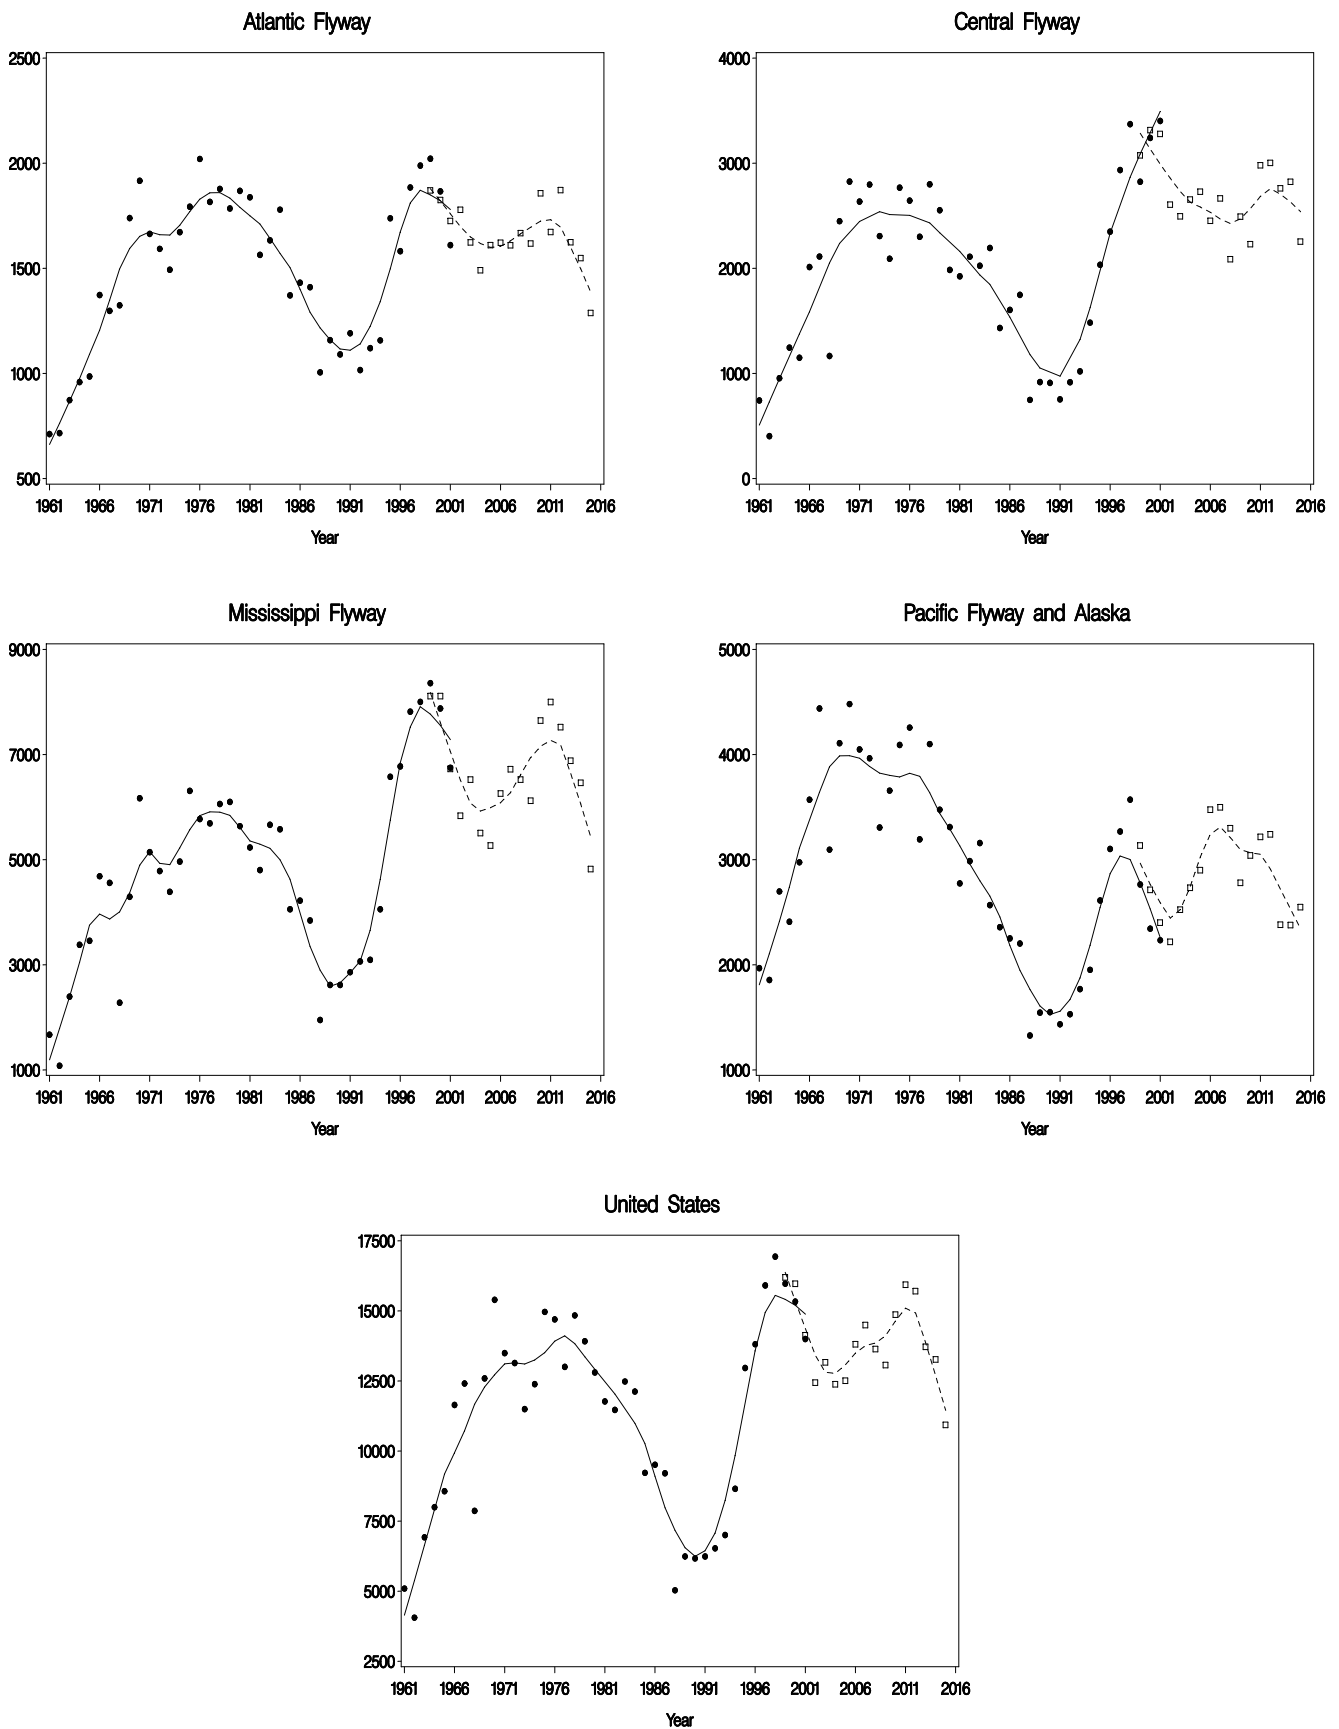 Atlantic Flyway
2500
2000
1500
1000
500
1961 1966 1971 1976 1981 1986 1991 1996 2001 2006 2011 2016
Year
Central Flyway
4000
3000
2000
1000
0
1961 1966 1971 1976 1981 1986 1991 1996 2001 2006 2011 2016
Year
Mississippi Flyway
9000
7000
5000
3000
1000
1961 1966 1971 1976 1981 1986 1991 1996 2001 2006 2011 2016
Year
Pacific Flyway and Alaska
5000
4000
3000
2000
1000
1961 1966 1971 1976 1981 1986 1991 1996 2001 2006 2011 2016
Year
United States
17500
15000
12500
10000
7500
5000
2500
1961 1966 1971 1976 1981 1986 1991 1996 2001 2006 2011 2016
Year